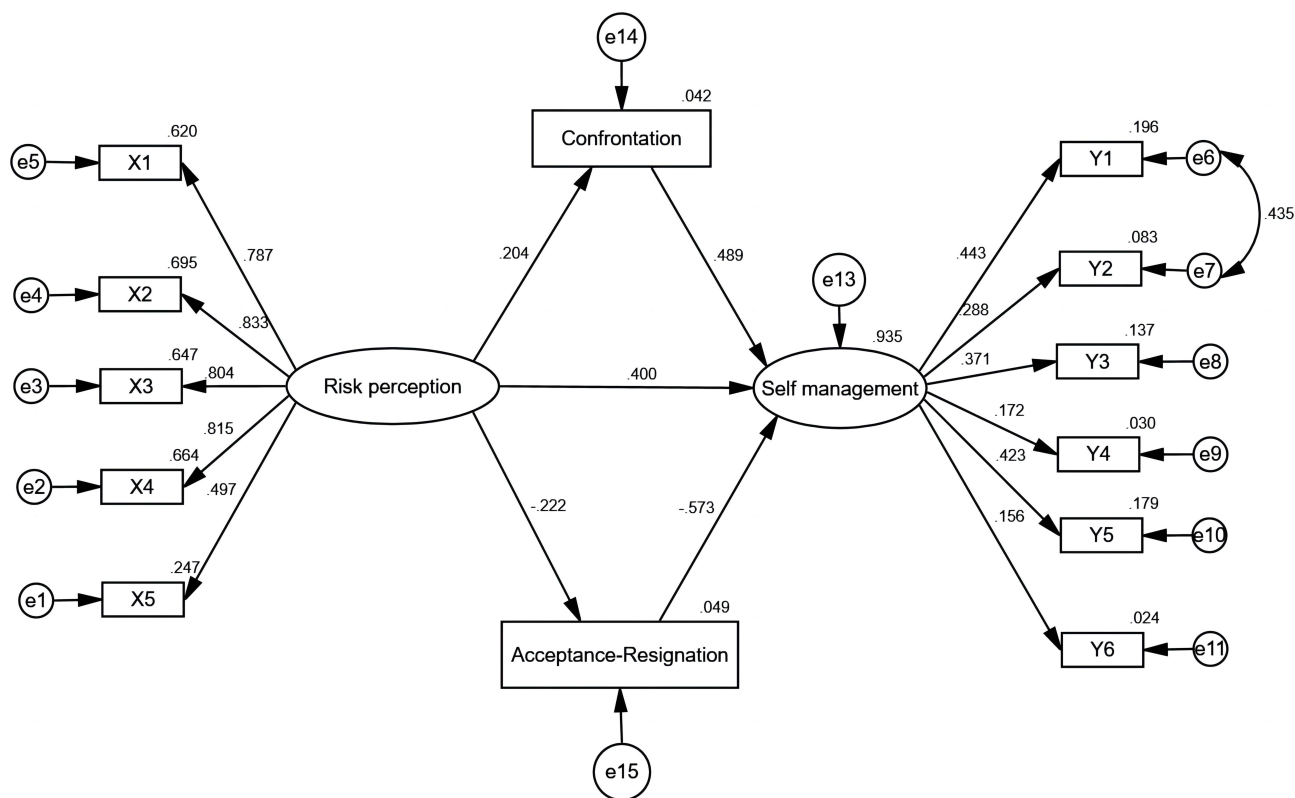 e14
.042
Confrontation
.620
e5
X1
.787
.695
e4
X2
.833
.647
e3
X3
.804
.815
.664
e2
X4
.497
.247
e1
X5
Risk perception
.204
.489
.400
-.222
-.573
e13
.935
Self management
.049
Acceptance-Resignation
e15
.196
Y1
e6
.443
.435
.083
Y2
e7
.288
.137
Y3
e8
.371
.172
.030
Y4
e9
.423
.179
Y5
e10
.156
.024
Y6
e11